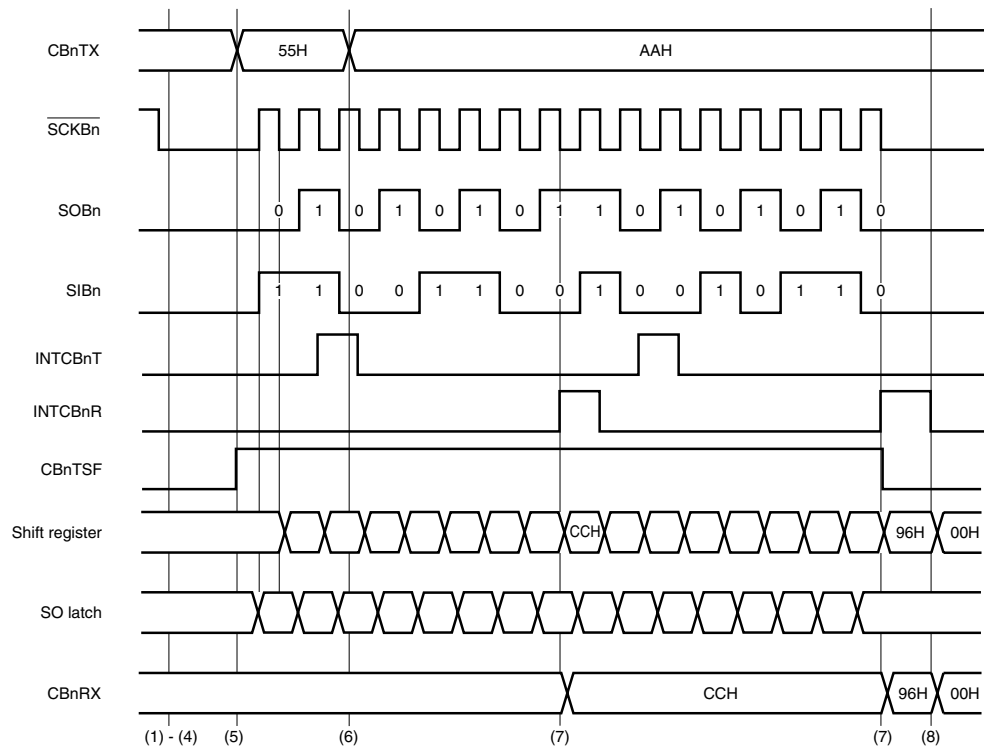 CBnTX 55H AAH
SCKBn
SOBn 0 1 0 1 0 1 0 1 1 0 1 0 1 0 1 0
SIBn 1 1 0 0 1 1 0 0 1 0 0 1 0 1 1 0
INTCBnT
INTCBnR
CBnTSF
Shift register CCH 96H 00H
SO latch
CBnRX CCH 96H 00H
(1) - (4) (5) (6) (7) (7) (8)